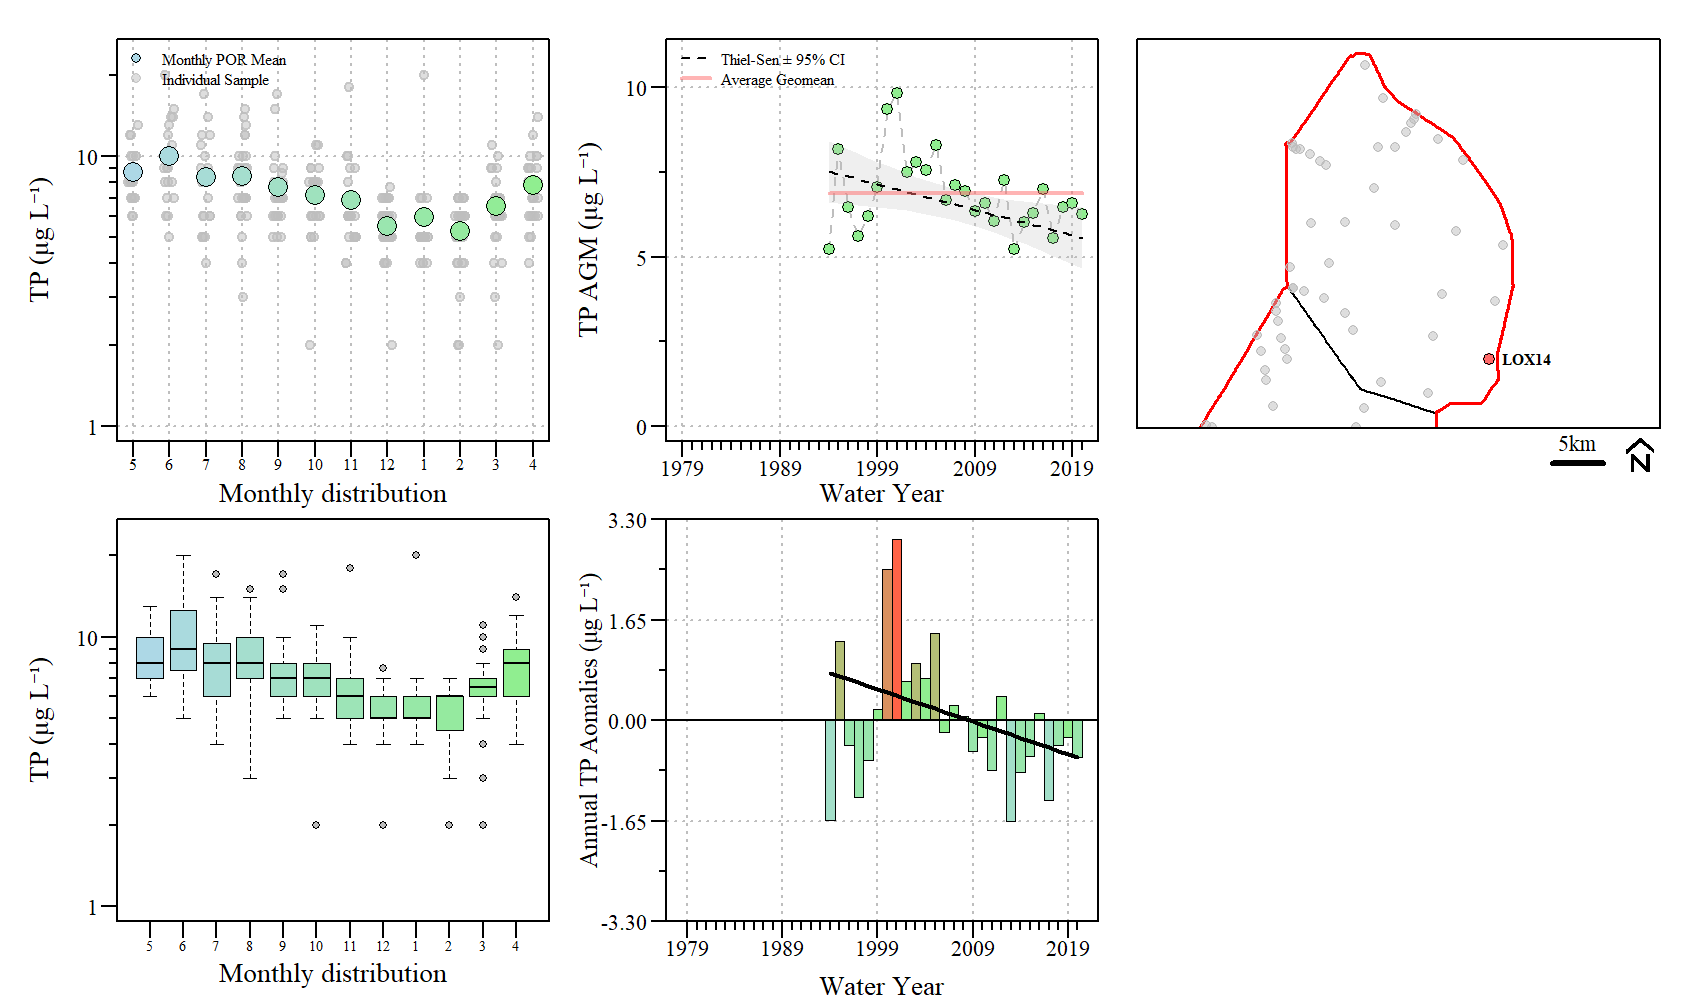 Monthly POR Mean
Individual Sample
10
1
TP (µg L⁻¹)
5 6 7 8 9 10 11 12 1 2 3 4
Monthly distribution
Thiel-Sen ± 95% CI
Average Geomean
10
5
0
TP AGM (µg L⁻¹)
1979 1989 1999 2009 2019
Water Year
LOX14
5km
N
10
1
TP (µg L⁻¹)
5 6 7 8 9 10 11 12 1 2 3 4
Monthly distribution
3.30
1.65
0.00
-1.65
-3.30
Annual TP Aomalies (µg L⁻¹)
1979 1989 1999 2009 2019
Water Year